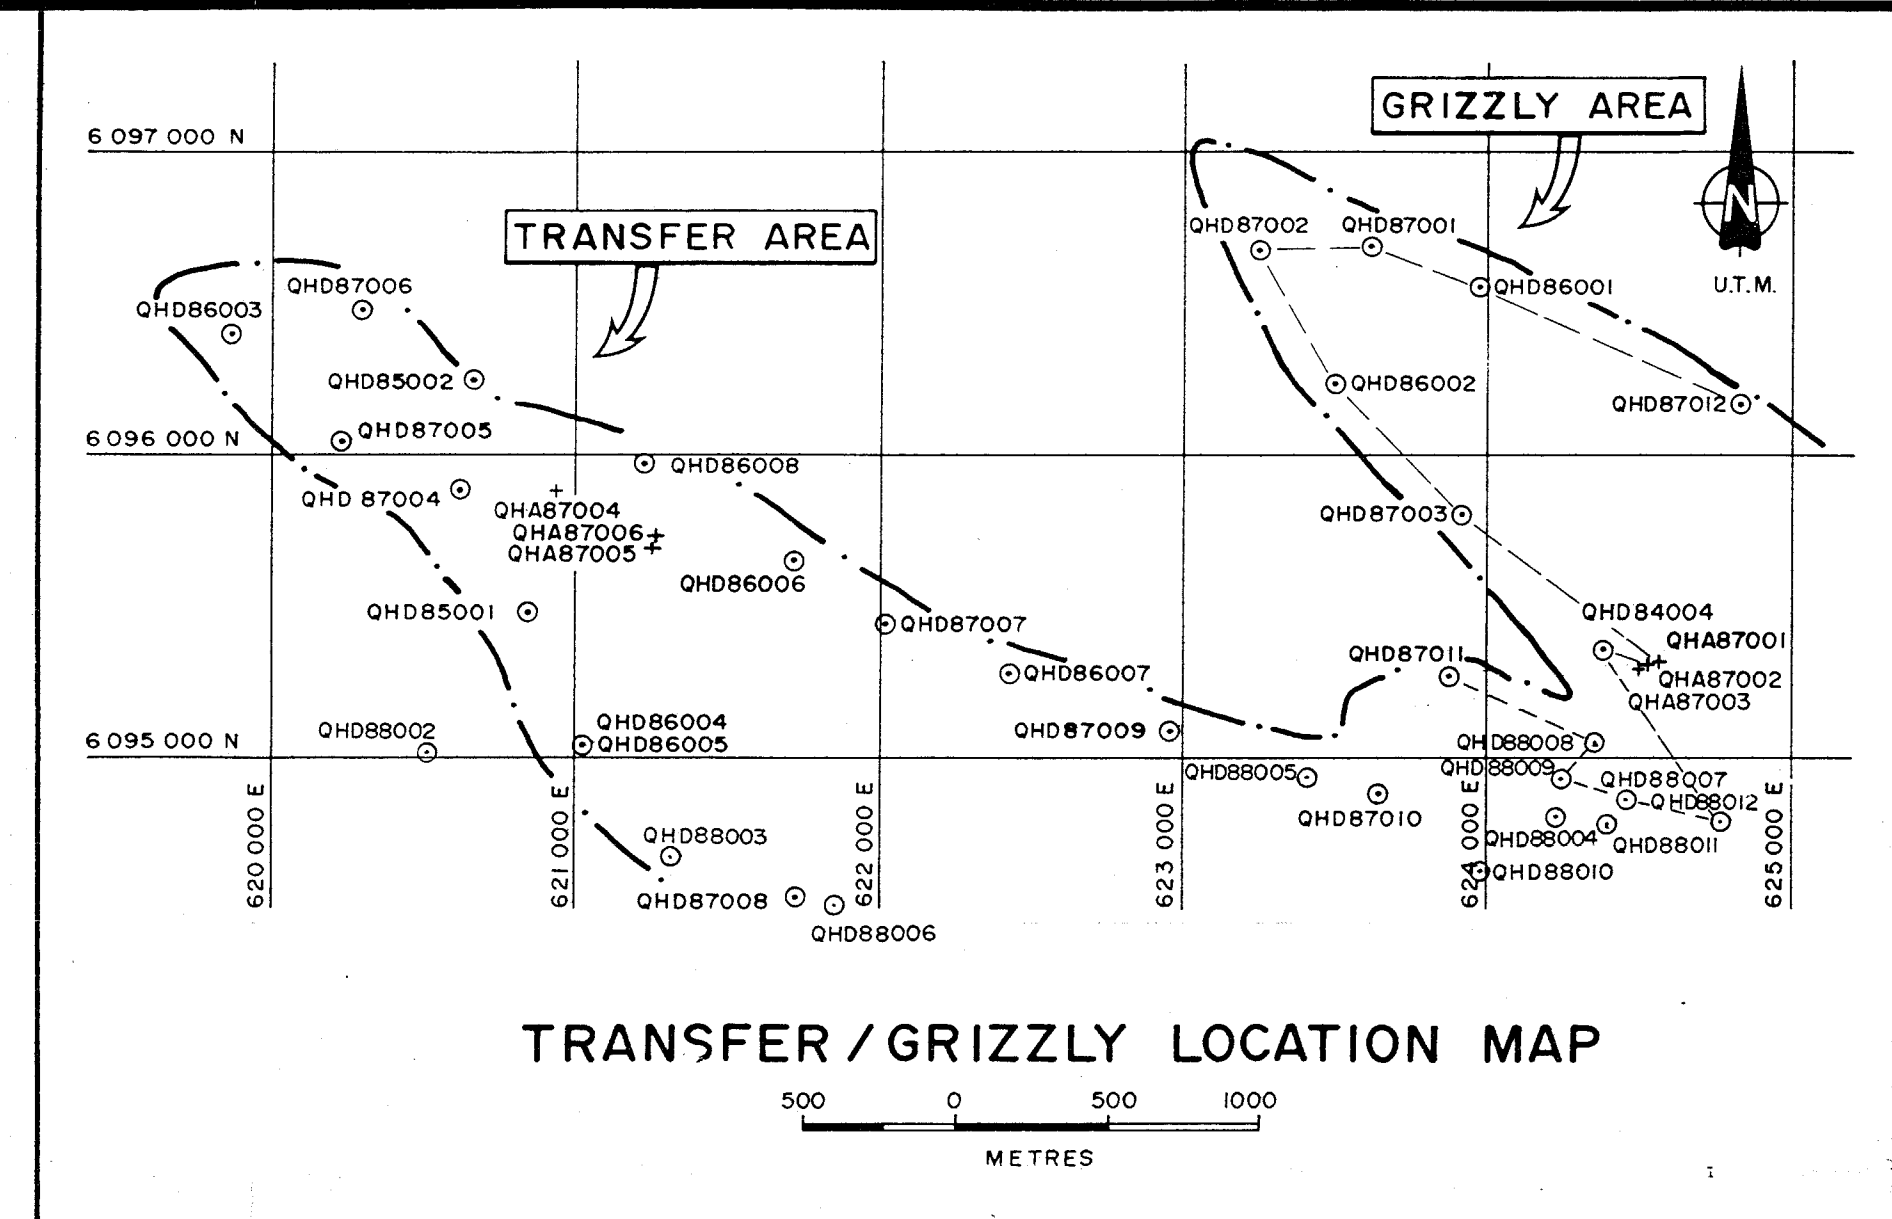 GRIZZLY AREA
6 097 000 N
N
QHD87002
QHD87001
TRANSFER AREA
QHD87006
QHD86001
U.T.M.
QHD86003
QHD85002
QHD86002
QHD87012
QHD87005
6 096 000 N
QHD86008
QHD 87004
QHA87004
QHD87003
QHA87006
QHA87005
QHD86006
QHD85001
QHD84004
QHD87007
QHA87001
QHD87011
QHD86007
QHA87002
QHA87003
QHD86004
QHD88002
QHD87009
6 095 000 N
QHD86005
QHD88008
QHD88005
QHD88009
QHD88007
QHD88012
QHD87010
QHD88003
QHD88004
QHD88011
QHD88010
QHD87008
QHD88006
620 000 E
621 000 E
622 000 E
623 000 E
624 000 E
625 000 E
TRANSFER / GRIZZLY LOCATION MAP
500 0 500 1000
METRES